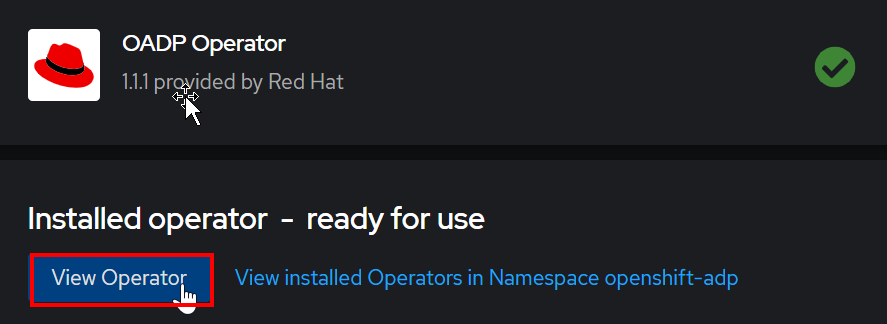 OADP Operator
1.1.1 provided by Red Hat
Installed operator - ready for use
View Operator
View installed Operators in Namespace openshift-adp